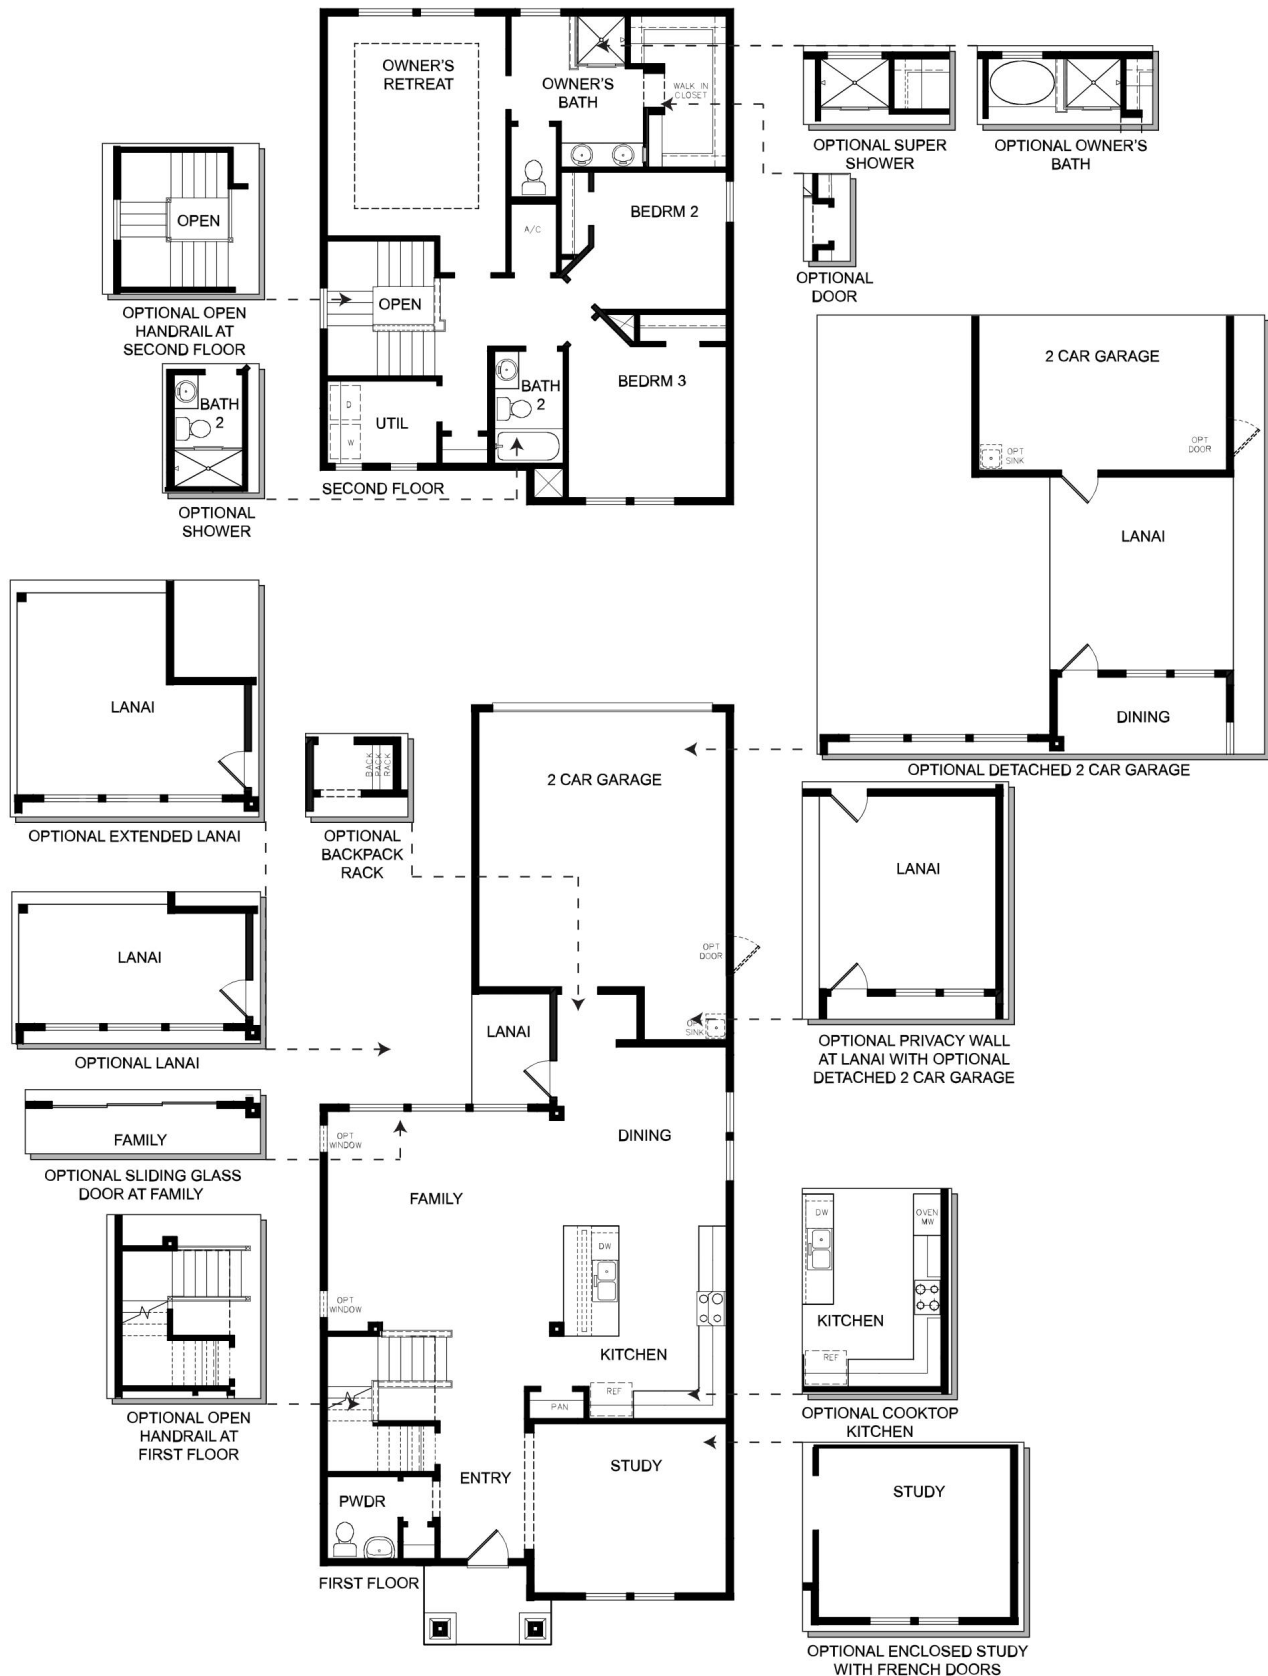 OWNER'S
RETREAT
OWNER'S
BATH
WALK IN
CLOSET
OPTIONAL SUPER
SHOWER
OPTIONAL OWNER'S
BATH
OPEN
OPTIONAL OPEN
HANDRAIL AT
SECOND FLOOR
A/C
BEDRM 2
OPTIONAL
DOOR
OPEN
BATH
2
OPTIONAL
SHOWER
D
W
UTIL
BATH
2
BEDRM 3
SECOND FLOOR
2 CAR GARAGE
OPT
SINK
OPT
DOOR
LANAI
DINING
OPTIONAL DETACHED 2 CAR GARAGE
LANAI
OPTIONAL EXTENDED LANAI
BACK
PACK
RACK
OPTIONAL
BACKPACK
RACK
2 CAR GARAGE
OPT
DOOR
OPT
SINK
LANAI
OPTIONAL PRIVACY WALL
AT LANAI WITH OPTIONAL
DETACHED 2 CAR GARAGE
LANAI
OPTIONAL LANAI
LANAI
FAMILY
OPTIONAL SLIDING GLASS
DOOR AT FAMILY
OPT
WINDOW
DINING
FAMILY
OPT
WINDOW
DW
KITCHEN
REF
PAN
DW
OVEN
MW
KITCHEN
REF
OPTIONAL COOKTOP
KITCHEN
OPTIONAL OPEN
HANDRAIL AT
FIRST FLOOR
ENTRY
STUDY
PWDR
FIRST FLOOR
STUDY
OPTIONAL ENCLOSED STUDY
WITH FRENCH DOORS